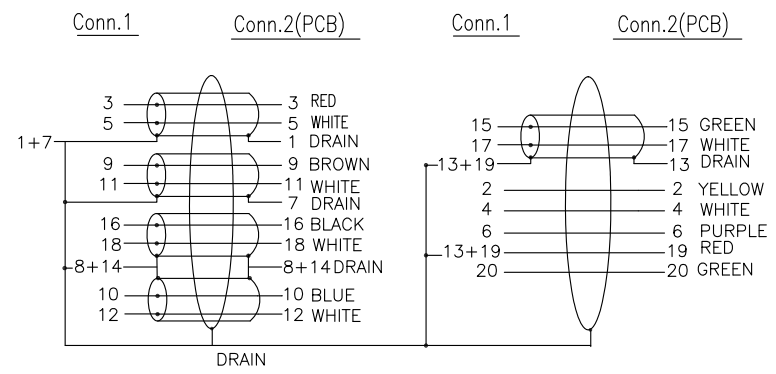 Conn.1 Conn.2(PCB) Conn.1 Conn.2(PCB)
3 3 RED
5 5 WHITE
1+7 1 DRAIN
9 9 BROWN
11 11 WHITE
7 DRAIN
16 16 BLACK
18 18 WHITE
8+14 8+14 DRAIN
10 10 BLUE
12 12 WHITE
DRAIN
15 15 GREEN
17 17 WHITE
13+19 13 DRAIN
2 2 YELLOW
4 4 WHITE
6 6 PURPLE
13+19 19 RED
20 20 GREEN